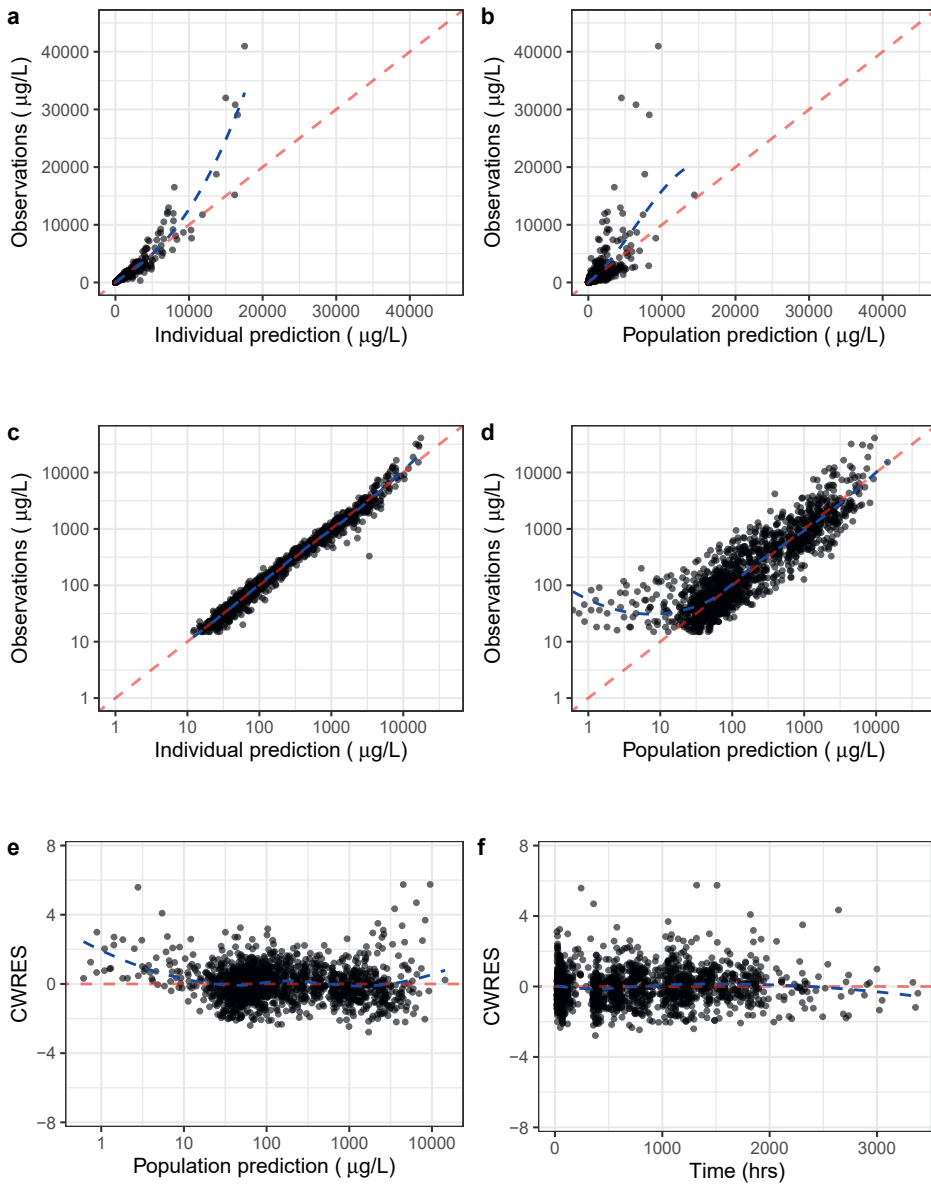 a
b
Observations ( μg/L)
40000
30000
20000
10000
0
0 10000 20000 30000 40000
Individual prediction ( μg/L)
Observations ( μg/L)
40000
30000
20000
10000
0
0 10000 20000 30000 40000
Population prediction ( μg/L)
c
d
Observations ( μg/L)
10000
1000
100
10
1
1 10 100 1000 10000
Individual prediction ( μg/L)
Observations ( μg/L)
10000
1000
100
10
1
1 10 100 1000 10000
Population prediction ( μg/L)
e
f
CWRES
8
4
0
−4
−8
1 10 100 1000 10000
Population prediction ( μg/L)
CWRES
8
4
0
−4
−8
0 1000 2000 3000
Time (hrs)